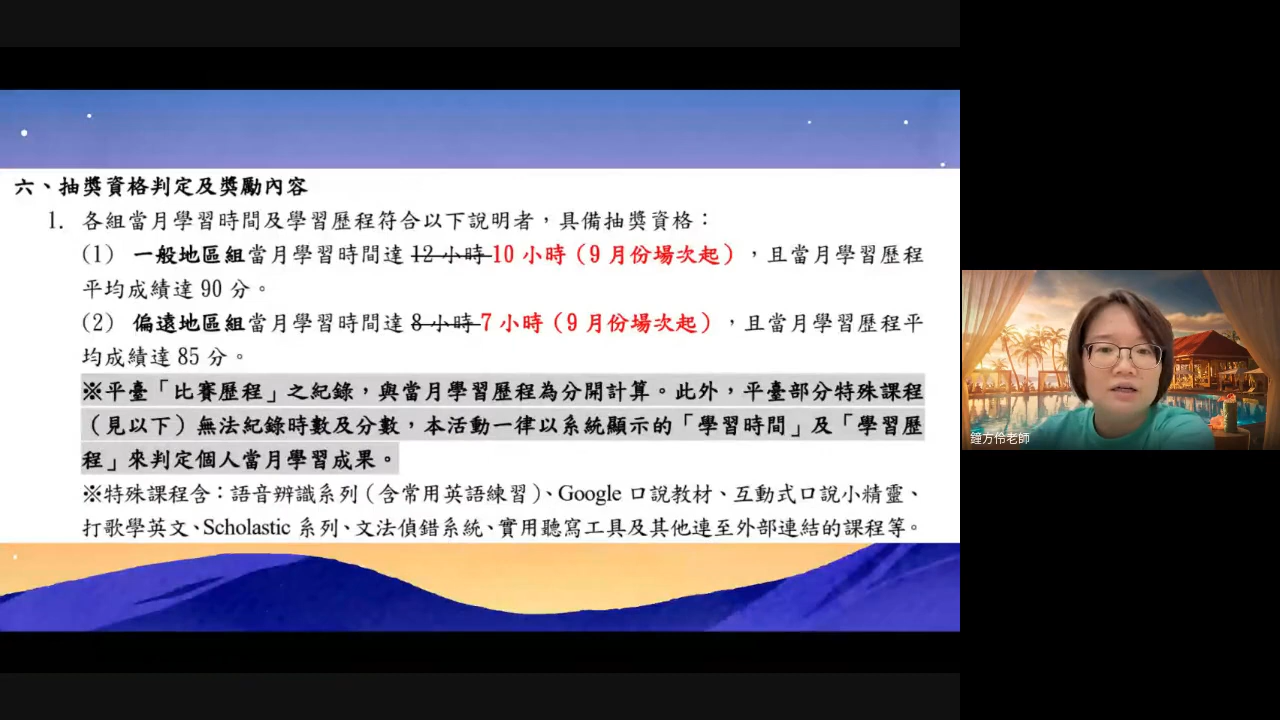 六、抽獎資格判定及獎勵內容
1. 各組當月學習時間及學習歷程符合以下說明者，具備抽獎資格：
(1) 一般地區組當月學習時間達 12 小時 10 小時（9 月份場次起），且當月學習歷程
平均成績達 90 分。
(2) 偏遠地區組當月學習時間達 8 小時 7 小時（9 月份場次起），且當月學習歷程平
均成績達 85 分。
※平臺「比賽歷程」之紀錄，與當月學習歷程為分開計算。此外，平臺部分特殊課程
（見以下）無法紀錄時數及分數，本活動一律以系統顯示的「學習時間」及「學習歷
程」來判定個人當月學習成果。
※特殊課程含：語音辨識系列（含常用英語練習）、Google 口說教材、互動式口說小精靈、
打歌學英文、Scholastic 系列、文法偵錯系統、實用聽寫工具及其他連至外部連結的課程等。
鐘方伶老師